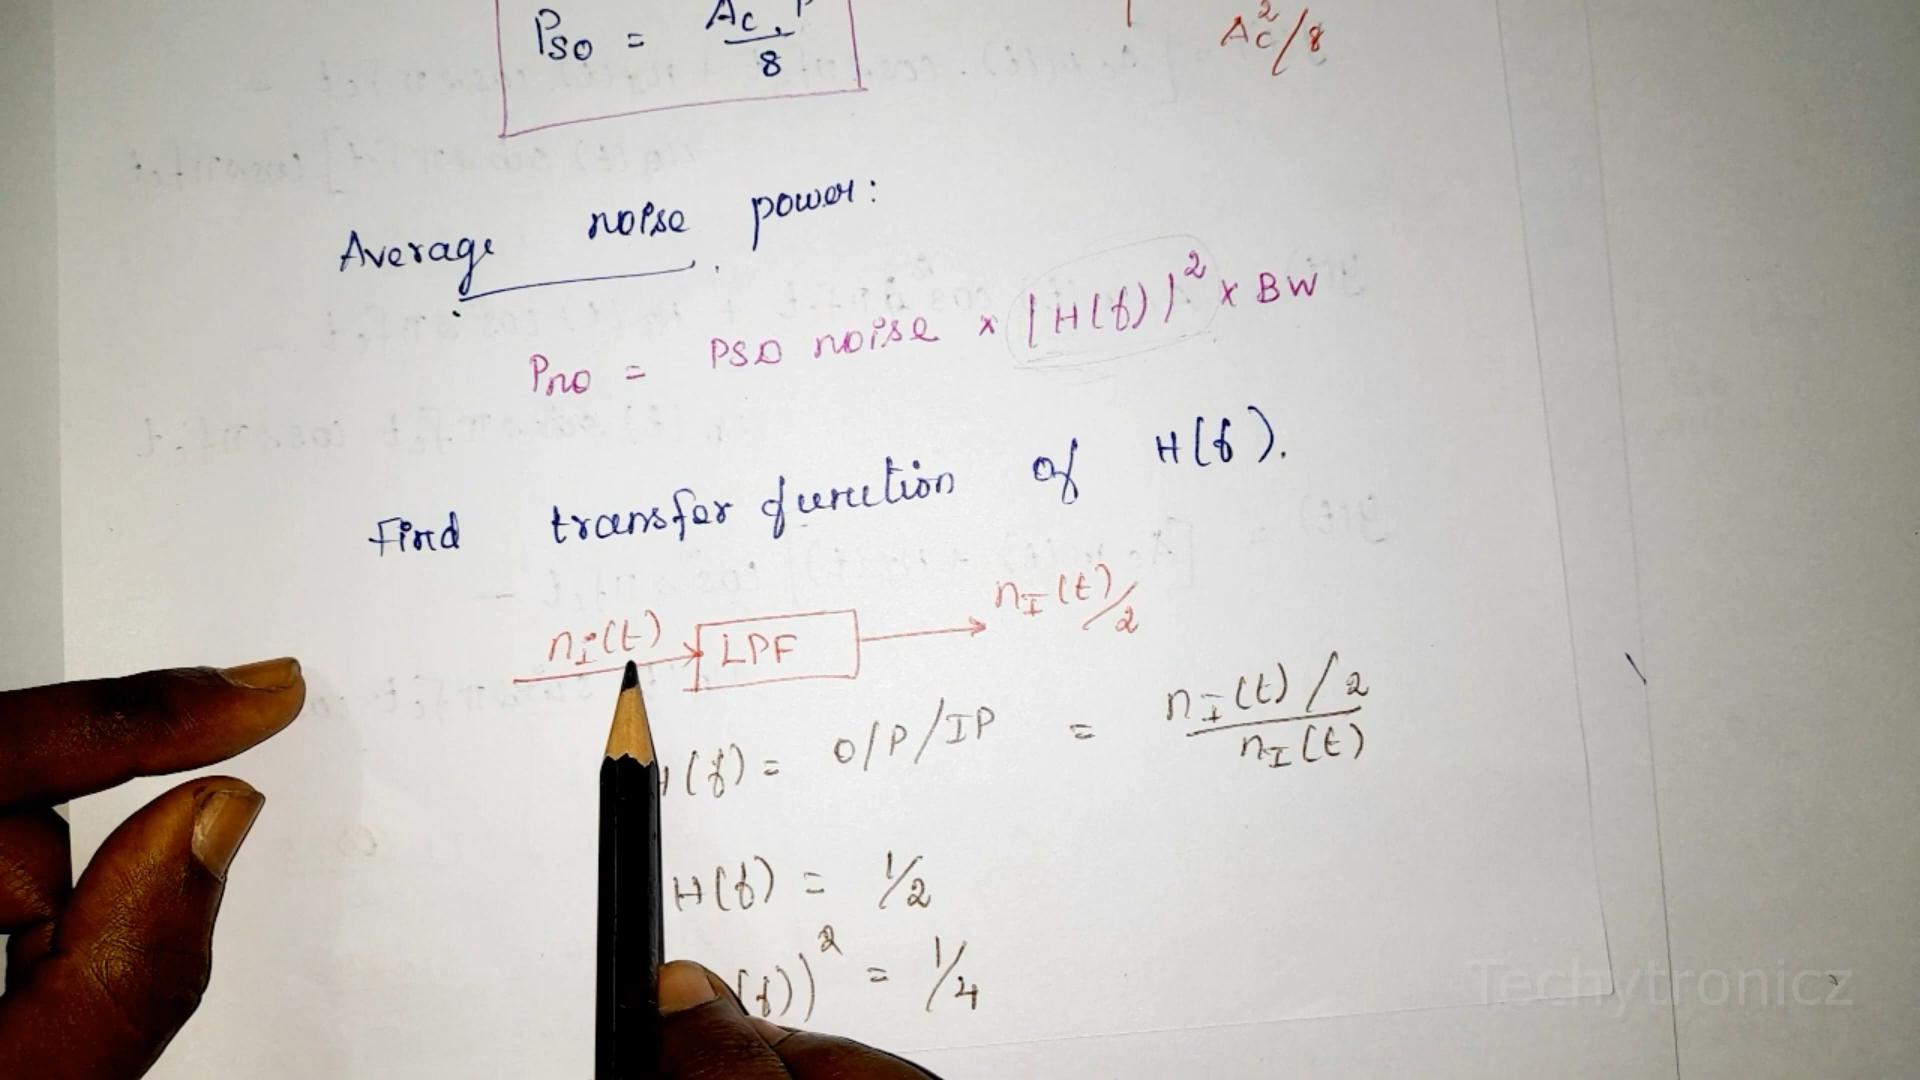 Pso = Ac² P / 8
Ac²/8
Average noise power:
Pno = PSD noise × |H(f)|² × BW
Find transfer function of H(f).
nI(t) → LPF → nI(t)/2
H(f) = O/P/IP = nI(t)/2 / nI(t)
H(f) = 1/2
(f))² = 1/4
Techytronicz